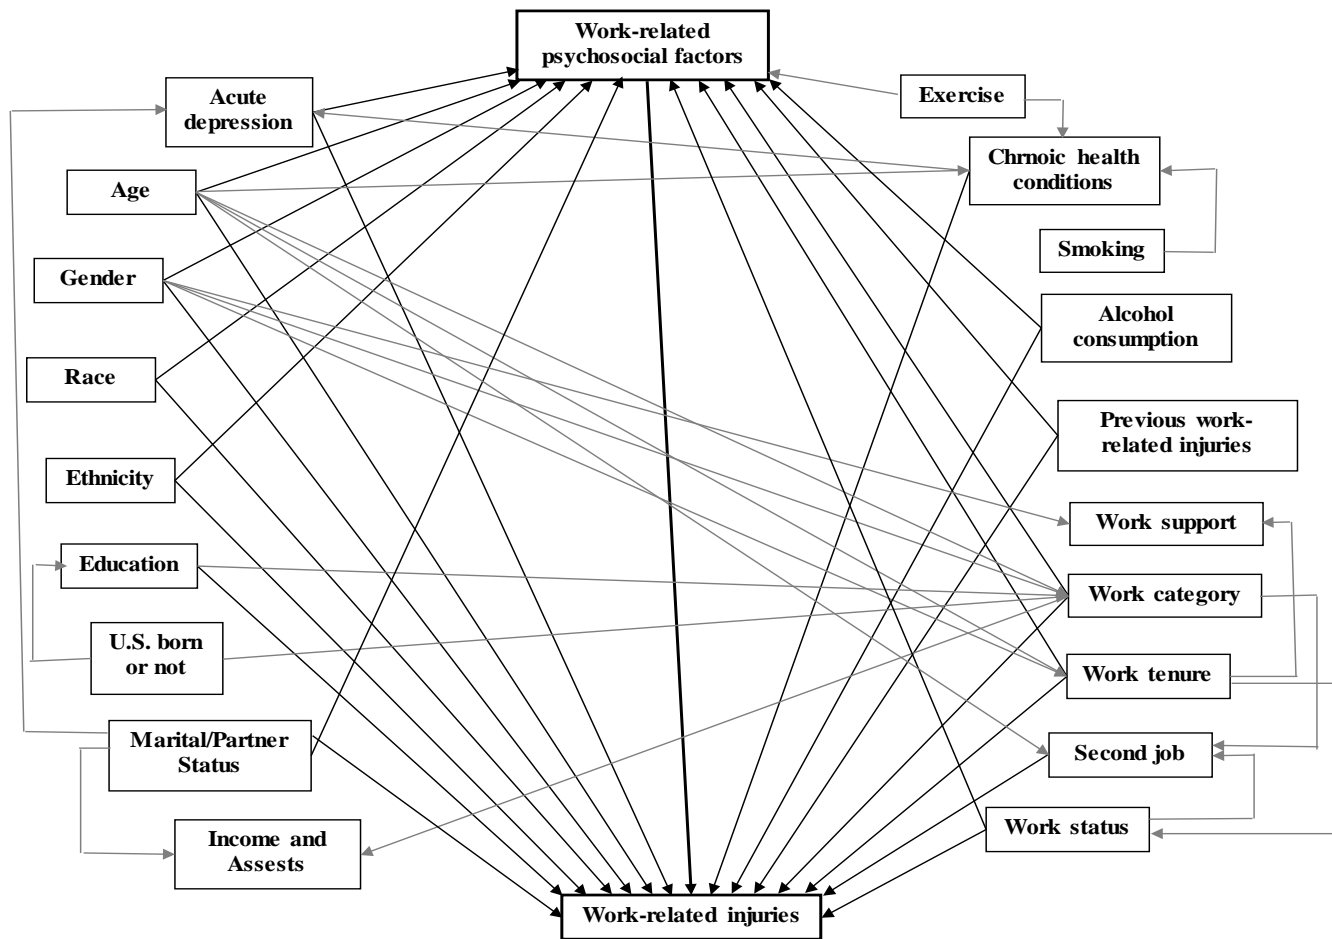 Work-related
psychosocial factors
Acute
depression
Exercise
Chrnoic health
conditions
Age
Smoking
Gender
Alcohol
consumption
Race
Previous work-
related injuries
Ethnicity
Work support
Education
Work category
U.S. born
or not
Work tenure
Marital/Partner
Status
Second job
Income and
Assests
Work status
Work-related injuries